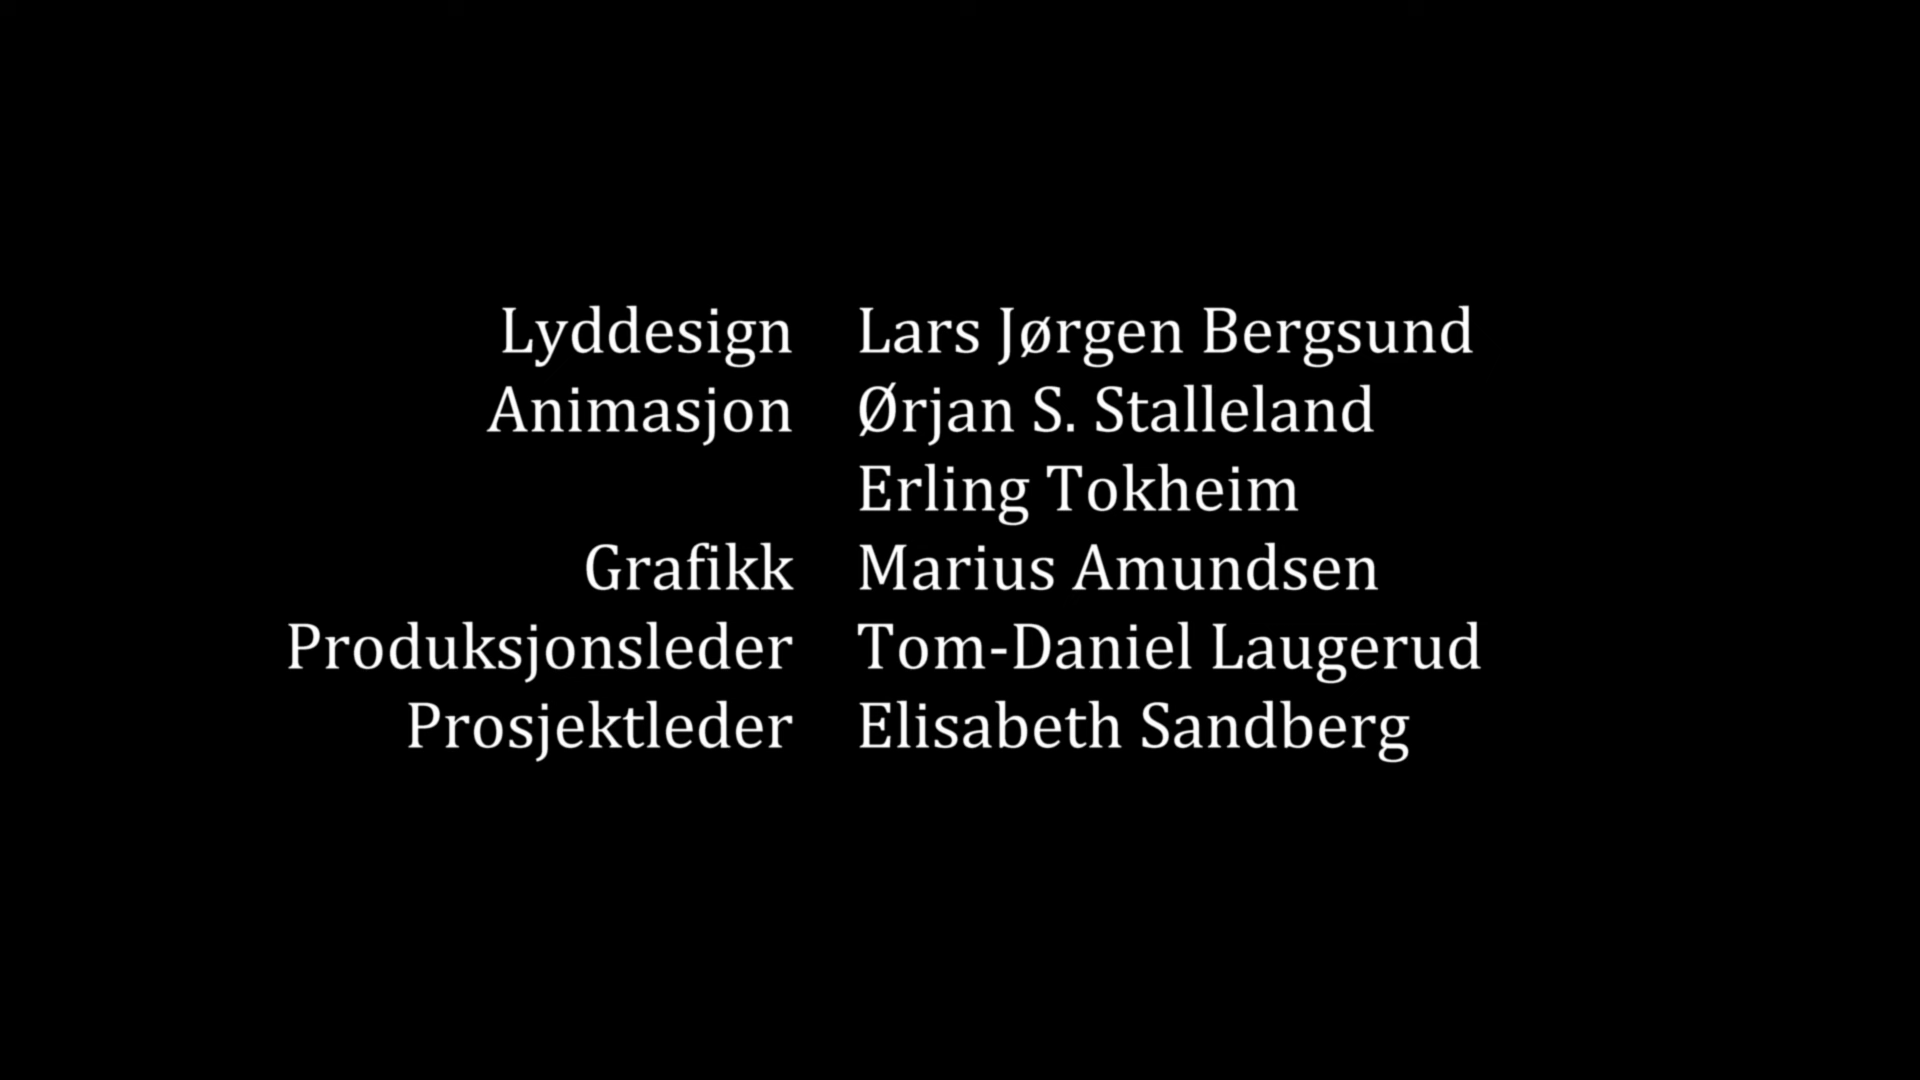 Lyddesign Lars Jørgen Bergsund
Animasjon Ørjan S. Stalleland
Erling Tokheim
Grafikk Marius Amundsen
Produksjonsleder Tom-Daniel Laugerud
Prosjektleder Elisabeth Sandberg